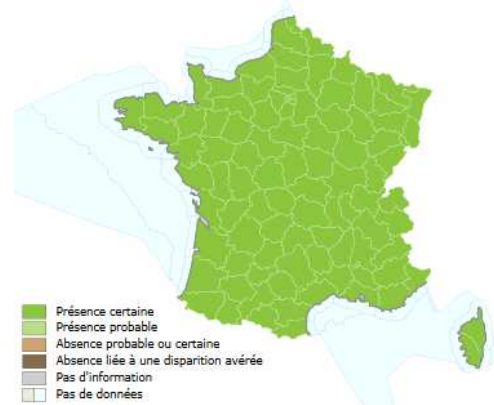 Présence certaine
Présence probable
Absence probable ou certaine
Absence liée à une disparition avérée
Pas d'information
Pas de données